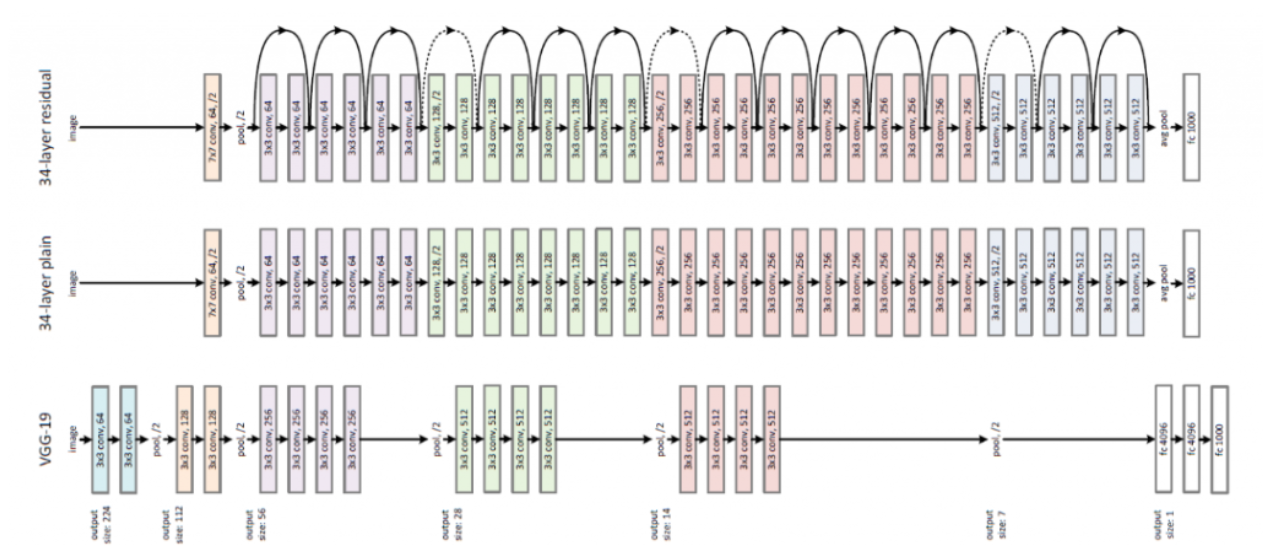 34-layer residual
image
7x7 conv, 64, /2
pool, /2
3x3 conv, 64
3x3 conv, 64
3x3 conv, 64
3x3 conv, 64
3x3 conv, 64
3x3 conv, 64
3x3 conv, 128, /2
3x3 conv, 128
3x3 conv, 128
3x3 conv, 128
3x3 conv, 128
3x3 conv, 128
3x3 conv, 128
3x3 conv, 128
3x3 conv, 256, /2
3x3 conv, 256
3x3 conv, 256
3x3 conv, 256
3x3 conv, 256
3x3 conv, 256
3x3 conv, 256
3x3 conv, 256
3x3 conv, 256
3x3 conv, 256
3x3 conv, 256
3x3 conv, 256
3x3 conv, 512, /2
3x3 conv, 512
3x3 conv, 512
3x3 conv, 512
3x3 conv, 512
3x3 conv, 512
avg pool
fc 1000
34-layer plain
image
7x7 conv, 64, /2
pool, /2
3x3 conv, 64
3x3 conv, 64
3x3 conv, 64
3x3 conv, 64
3x3 conv, 64
3x3 conv, 64
3x3 conv, 128, /2
3x3 conv, 128
3x3 conv, 128
3x3 conv, 128
3x3 conv, 128
3x3 conv, 128
3x3 conv, 128
3x3 conv, 128
3x3 conv, 256, /2
3x3 conv, 256
3x3 conv, 256
3x3 conv, 256
3x3 conv, 256
3x3 conv, 256
3x3 conv, 256
3x3 conv, 256
3x3 conv, 256
3x3 conv, 256
3x3 conv, 256
3x3 conv, 256
3x3 conv, 512, /2
3x3 conv, 512
3x3 conv, 512
3x3 conv, 512
3x3 conv, 512
3x3 conv, 512
avg pool
fc 1000
VGG-19
image
3x3 conv, 64
3x3 conv, 64
pool, /2
3x3 conv, 128
3x3 conv, 128
pool, /2
3x3 conv, 256
3x3 conv, 256
3x3 conv, 256
3x3 conv, 256
pool, /2
3x3 conv, 512
3x3 conv, 512
3x3 conv, 512
3x3 conv, 512
pool, /2
3x3 conv, 512
3x3 conv, 512
3x3 conv, 512
3x3 conv, 512
pool, /2
fc 4096
fc 4096
fc 1000
output
size: 224
output
size: 112
output
size: 56
output
size: 28
output
size: 14
output
size: 7
output
size: 1